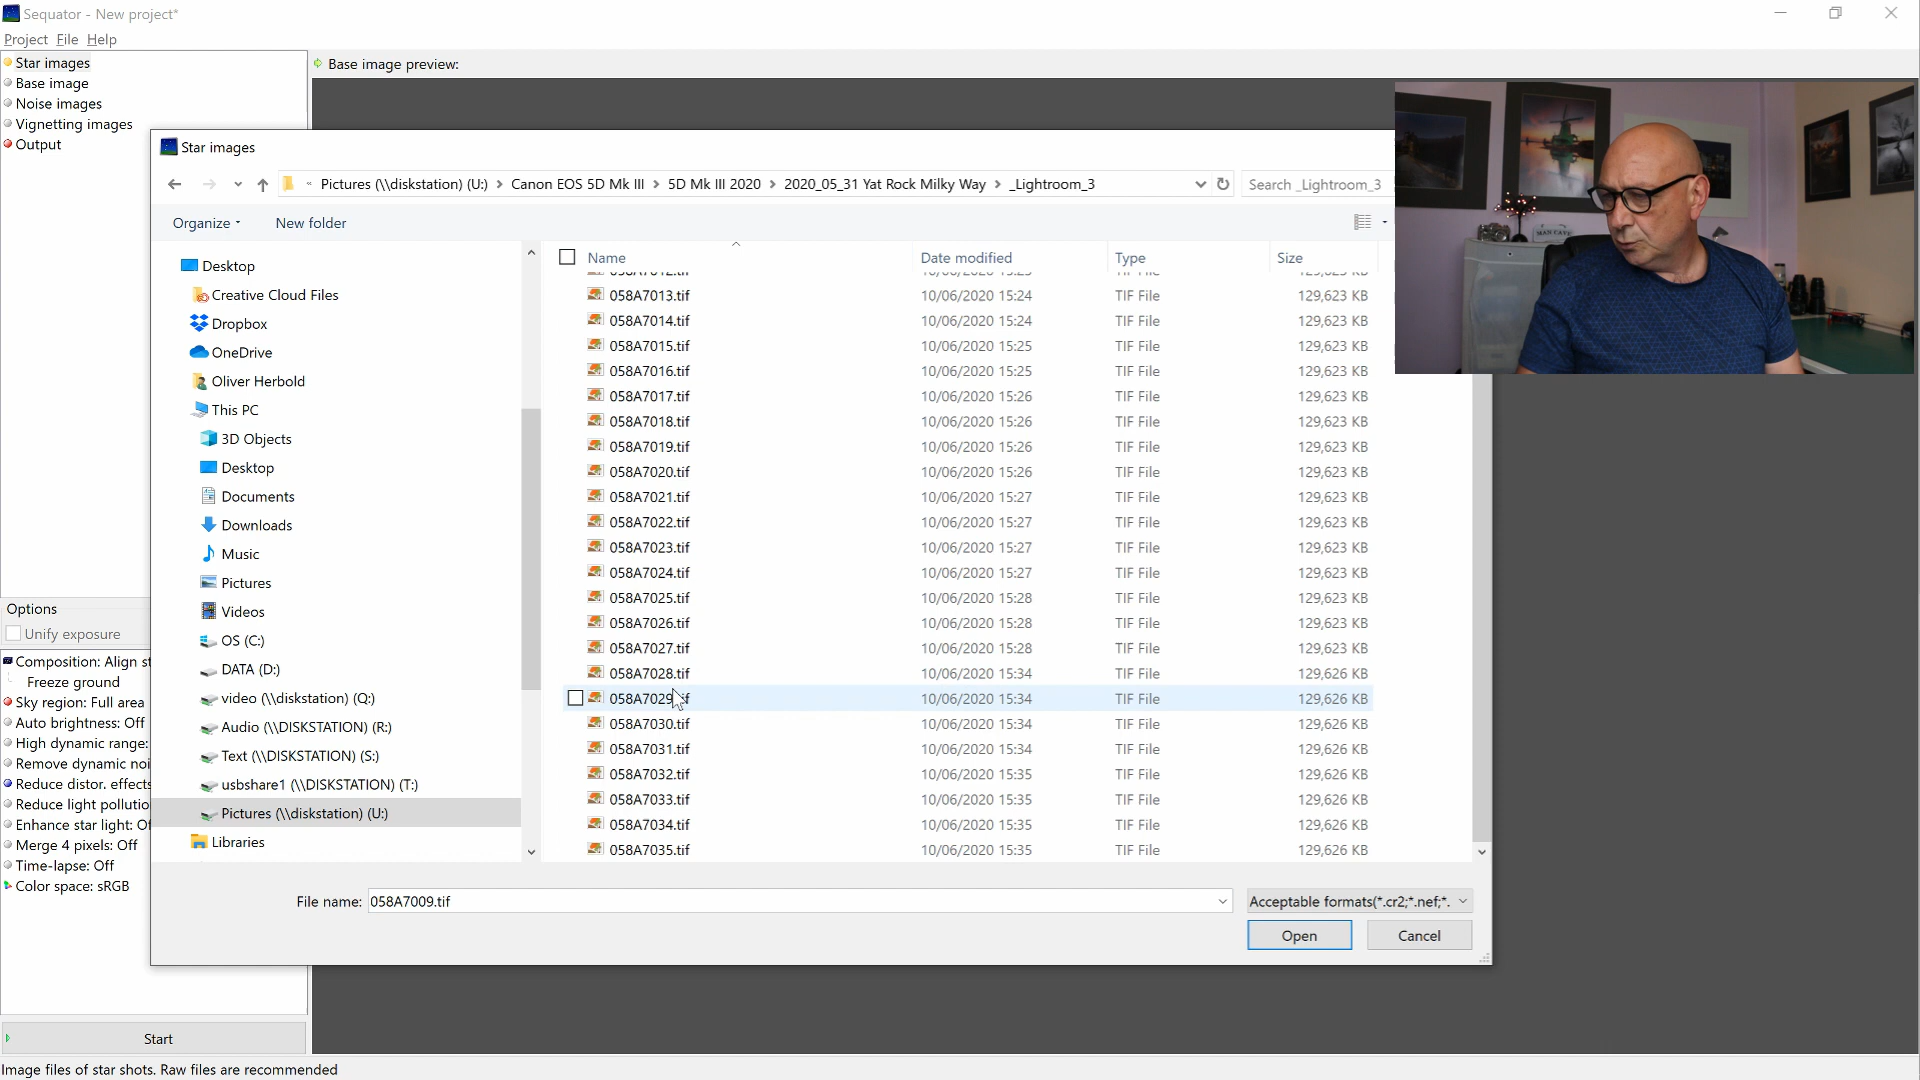 Sequator - New project*
Project File Help
Star images
Base image
Noise images
Vignetting images
Output
Base image preview:
Star images
« Pictures (\\diskstation) (U:) > Canon EOS 5D Mk III > 5D Mk III 2020 > 2020_05_31 Yat Rock Milky Way > _Lightroom_3
Search _Lightroom_3
Organize
New folder
Name Date modified Type Size
058A7013.tif 10/06/2020 15:24 TIF File 129,623 KB
058A7014.tif 10/06/2020 15:24 TIF File 129,623 KB
058A7015.tif 10/06/2020 15:25 TIF File 129,623 KB
058A7016.tif 10/06/2020 15:25 TIF File 129,623 KB
058A7017.tif 10/06/2020 15:26 TIF File 129,623 KB
058A7018.tif 10/06/2020 15:26 TIF File 129,623 KB
058A7019.tif 10/06/2020 15:26 TIF File 129,623 KB
058A7020.tif 10/06/2020 15:26 TIF File 129,623 KB
058A7021.tif 10/06/2020 15:27 TIF File 129,623 KB
058A7022.tif 10/06/2020 15:27 TIF File 129,623 KB
058A7023.tif 10/06/2020 15:27 TIF File 129,623 KB
058A7024.tif 10/06/2020 15:27 TIF File 129,623 KB
058A7025.tif 10/06/2020 15:28 TIF File 129,623 KB
058A7026.tif 10/06/2020 15:28 TIF File 129,623 KB
058A7027.tif 10/06/2020 15:28 TIF File 129,623 KB
058A7028.tif 10/06/2020 15:34 TIF File 129,626 KB
058A7029.tif 10/06/2020 15:34 TIF File 129,626 KB
058A7030.tif 10/06/2020 15:34 TIF File 129,626 KB
058A7031.tif 10/06/2020 15:34 TIF File 129,626 KB
058A7032.tif 10/06/2020 15:35 TIF File 129,626 KB
058A7033.tif 10/06/2020 15:35 TIF File 129,626 KB
058A7034.tif 10/06/2020 15:35 TIF File 129,626 KB
058A7035.tif 10/06/2020 15:35 TIF File 129,626 KB
Desktop
Creative Cloud Files
Dropbox
OneDrive
Oliver Herbold
This PC
3D Objects
Desktop
Documents
Downloads
Music
Pictures
Videos
OS (C:)
DATA (D:)
video (\\diskstation) (Q:)
Audio (\\DISKSTATION) (R:)
Text (\\DISKSTATION) (S:)
usbshare1 (\\DISKSTATION) (T:)
Pictures (\\diskstation) (U:)
Libraries
File name: 058A7009.tif
Acceptable formats(*.cr2;*.nef;*.
Open
Cancel
MAN CAVE
Options
Unify exposure
Composition: Align st
Freeze ground
Sky region: Full area
Auto brightness: Off
High dynamic range:
Remove dynamic noi
Reduce distor. effects
Reduce light pollutio
Enhance star light: Of
Merge 4 pixels: Off
Time-lapse: Off
Color space: sRGB
Start
Image files of star shots. Raw files are recommended